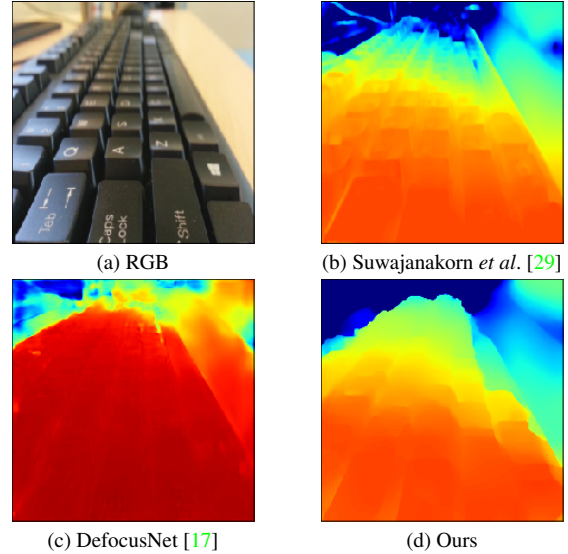 Q
A
Z
Tab
Caps
Lock
Shift
(a) RGB
(b) Suwajanakorn et al. [29]
(c) DefocusNet [17]
(d) Ours